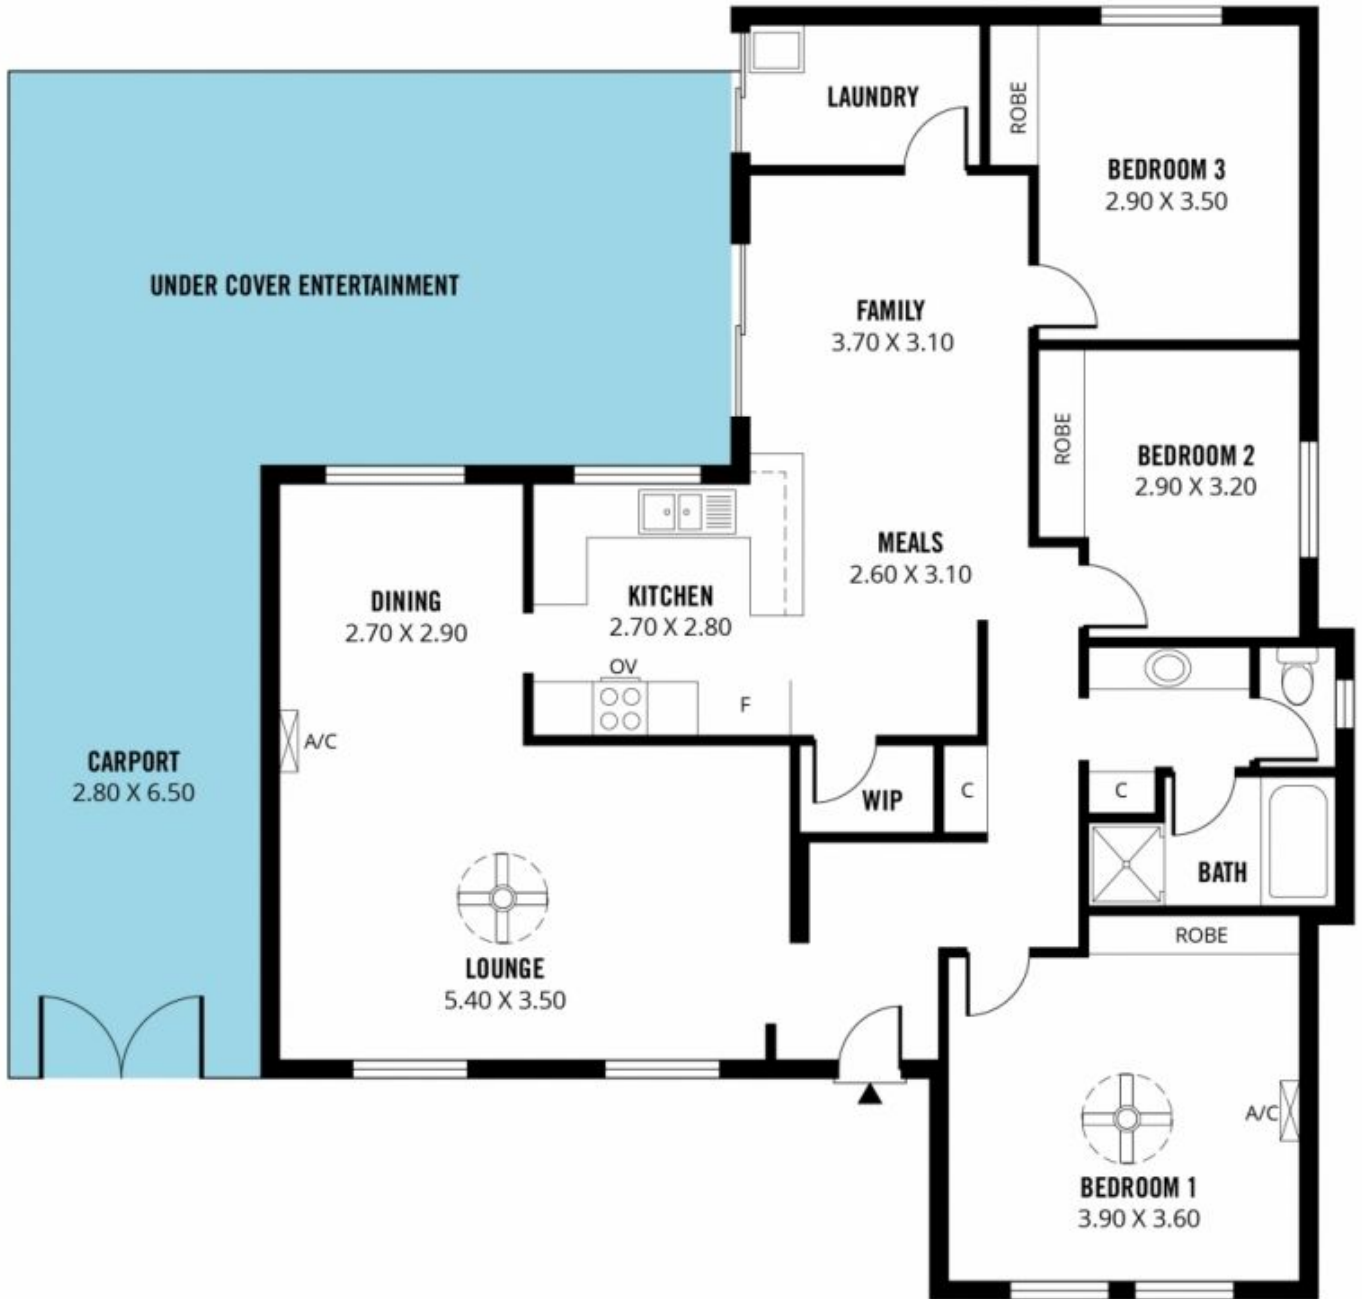 LAUNDRY
ROBE
BEDROOM 3
2.90 X 3.50
UNDER COVER ENTERTAINMENT
FAMILY
3.70 X 3.10
ROBE
BEDROOM 2
2.90 X 3.20
MEALS
2.60 X 3.10
DINING
2.70 X 2.90
KITCHEN
2.70 X 2.80
OV
F
A/C
CARPORT
2.80 X 6.50
WIP
C
C
BATH
ROBE
LOUNGE
5.40 X 3.50
A/C
BEDROOM 1
3.90 X 3.60